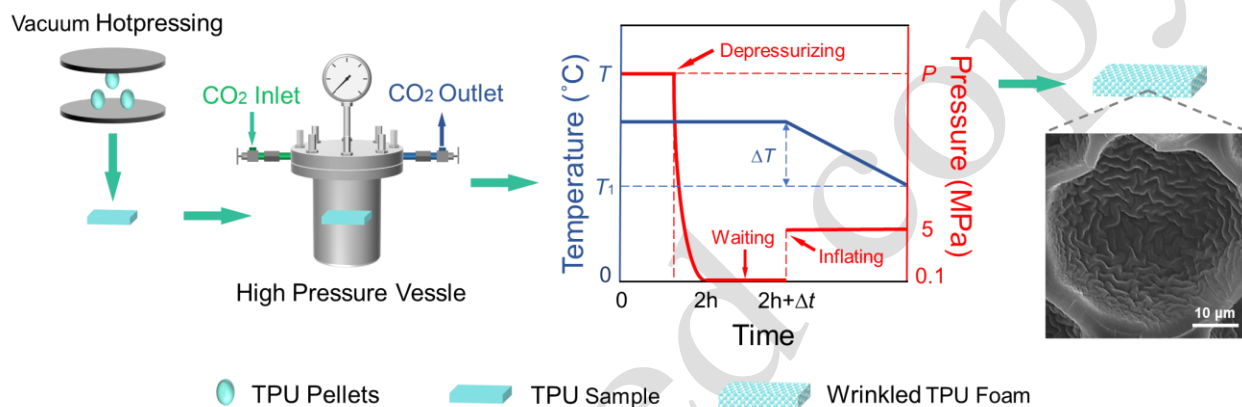 Vacuum Hotpressing
CO2 Inlet
CO2 Outlet
High Pressure Vessle
Temperature (°C)
T
T1
0
Depressurizing
ΔT
Waiting
Inflating
P
5
0.1
Pressure (MPa)
0
2h
2h+Δt
Time
10 μm
TPU Pellets
TPU Sample
Wrinkled TPU Foam